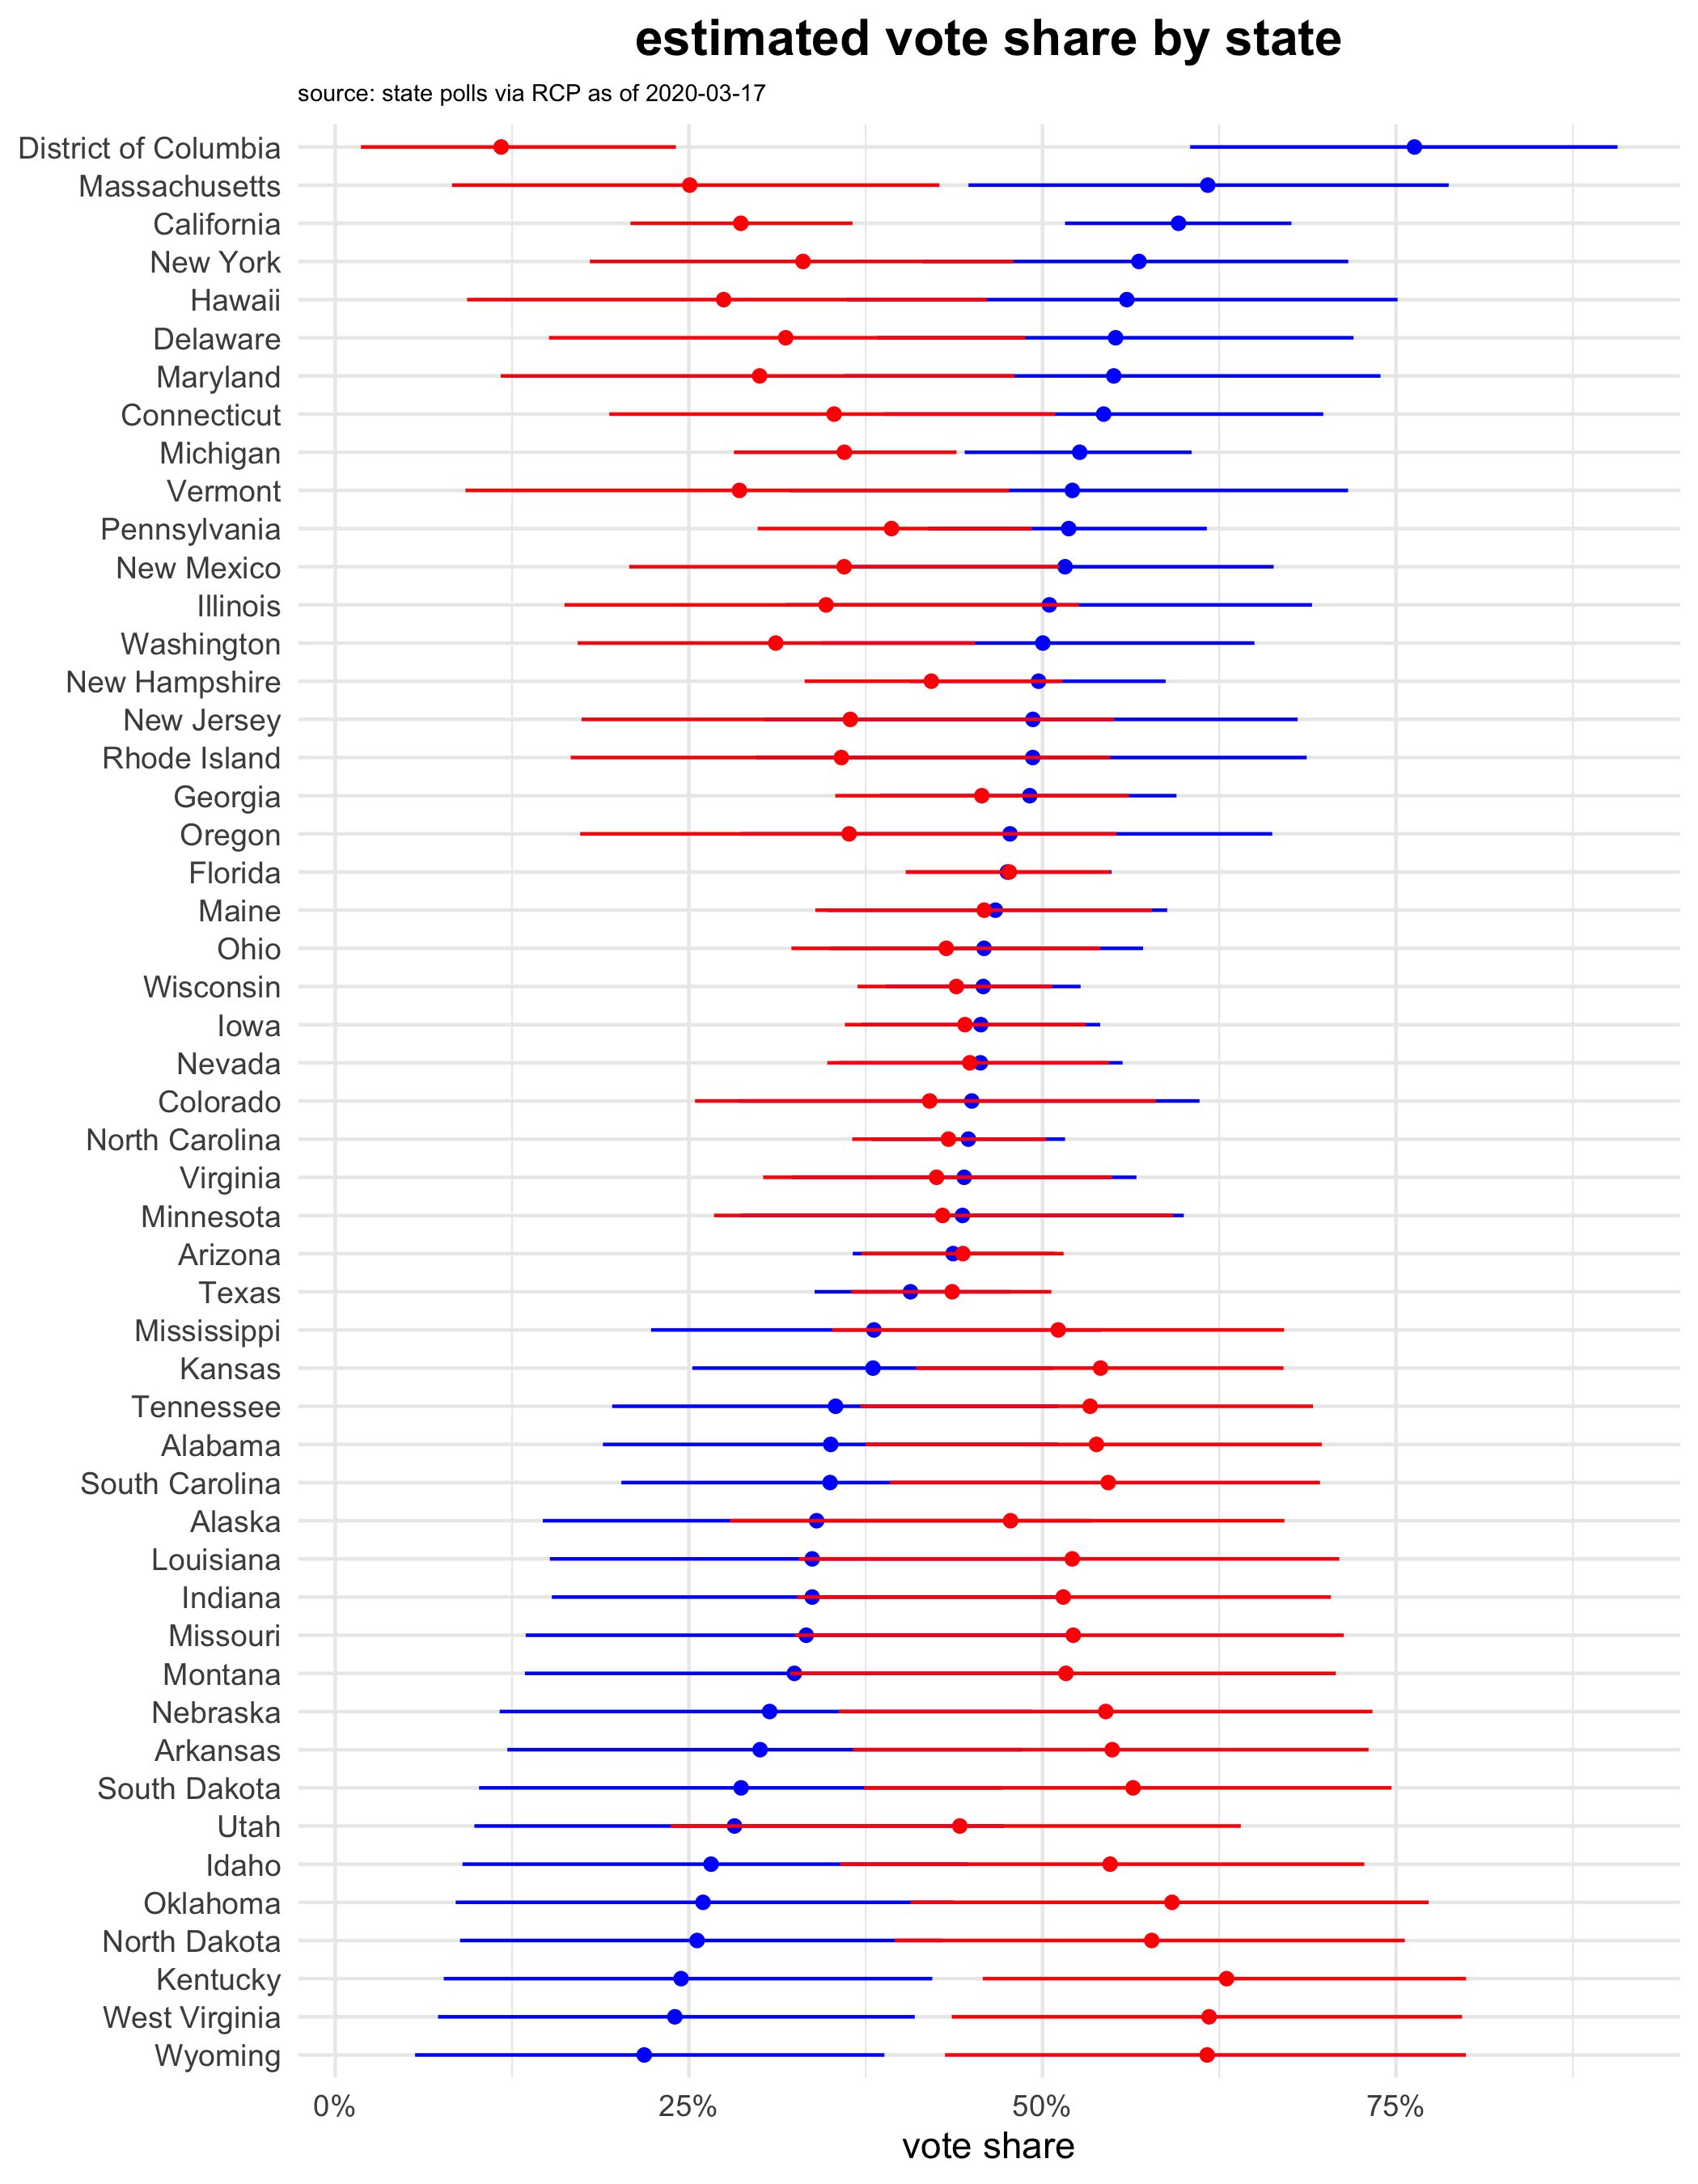 estimated vote share by state
source: state polls via RCP as of 2020-03-17
District of Columbia
Massachusetts
California
New York
Hawaii
Delaware
Maryland
Connecticut
Michigan
Vermont
Pennsylvania
New Mexico
Illinois
Washington
New Hampshire
New Jersey
Rhode Island
Georgia
Oregon
Florida
Maine
Ohio
Wisconsin
Iowa
Nevada
Colorado
North Carolina
Virginia
Minnesota
Arizona
Texas
Mississippi
Kansas
Tennessee
Alabama
South Carolina
Alaska
Louisiana
Indiana
Missouri
Montana
Nebraska
Arkansas
South Dakota
Utah
Idaho
Oklahoma
North Dakota
Kentucky
West Virginia
Wyoming
0% 25% 50% 75%
vote share